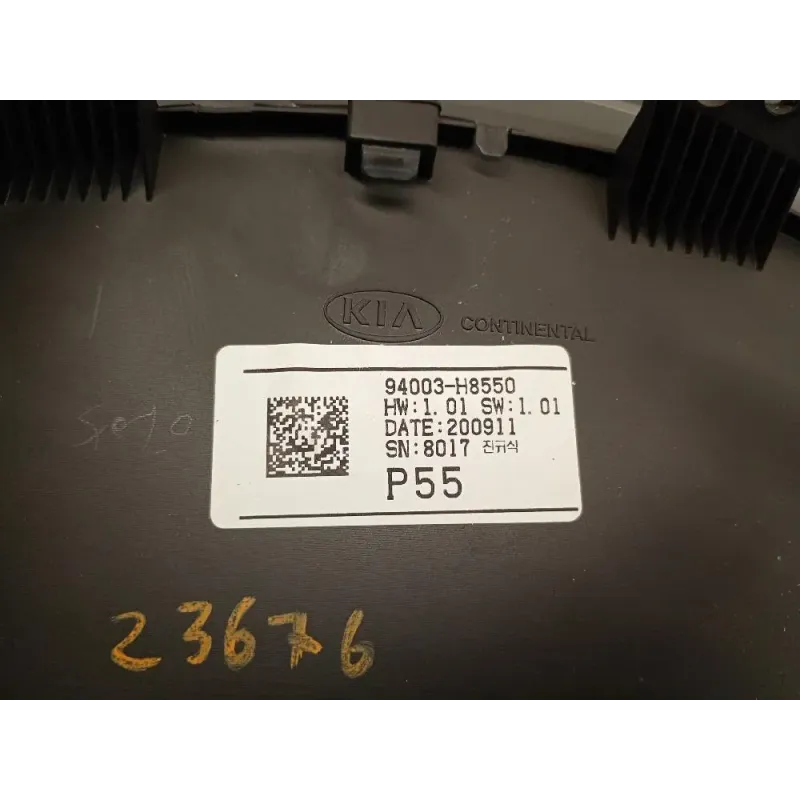 KIA CONTINENTAL
94003-H8550
HW:1.01 SW:1.01
DATE:200911
SN:8017 진규식
P55
23676